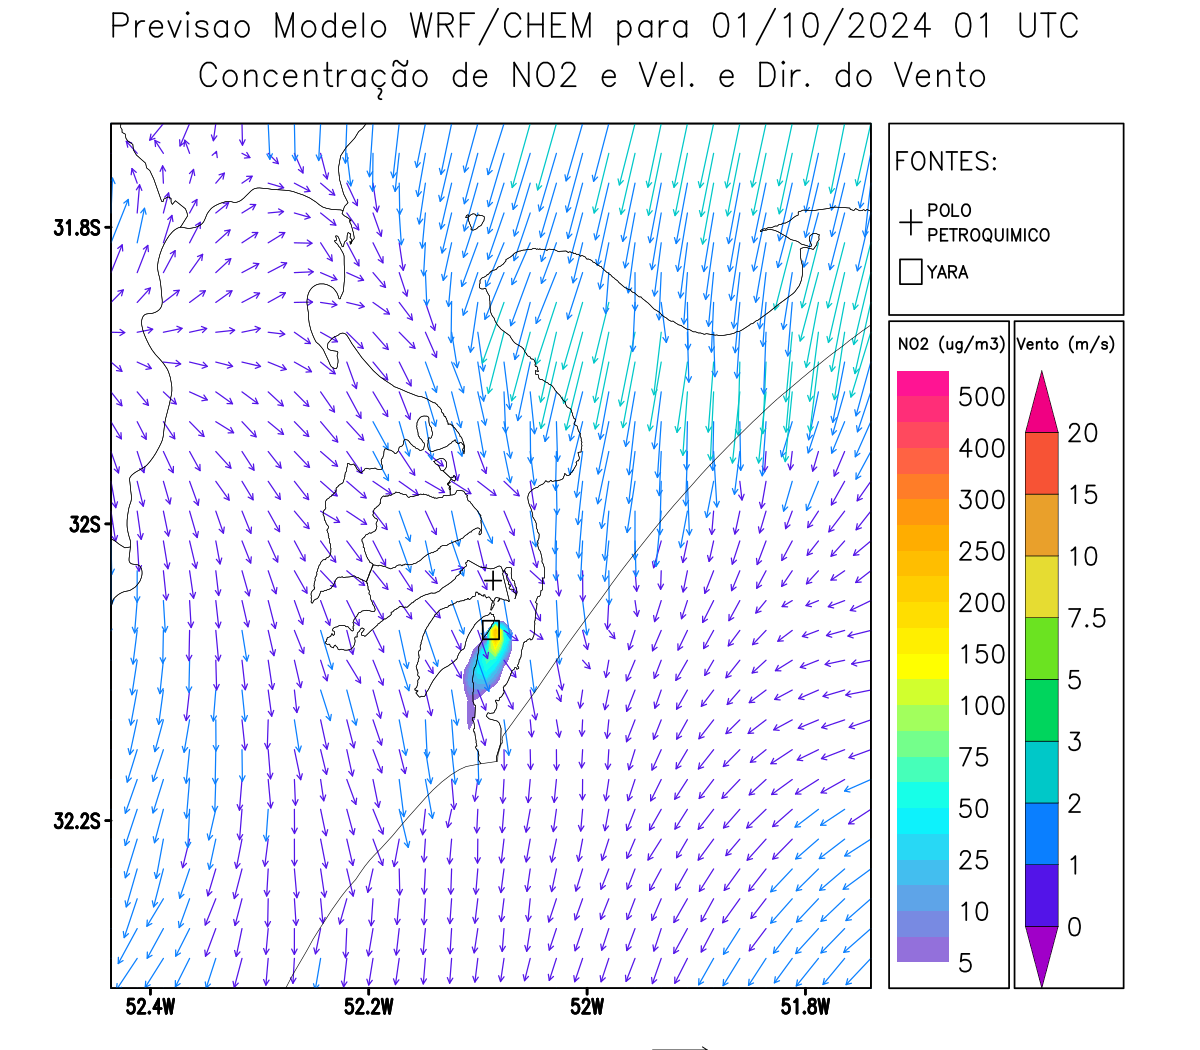 Previsao Modelo WRF/CHEM para 01/10/2024 01 UTC
Concentração de NO2 e Vel. e Dir. do Vento
FONTES:
POLO
PETROQUIMICO
YARA
NO2 (ug/m3)
500
400
300
250
200
150
100
75
50
25
10
5
Vento (m/s)
20
15
10
7.5
5
3
2
1
0
31.8S
32S
32.2S
52.4W
52.2W
52W
51.8W